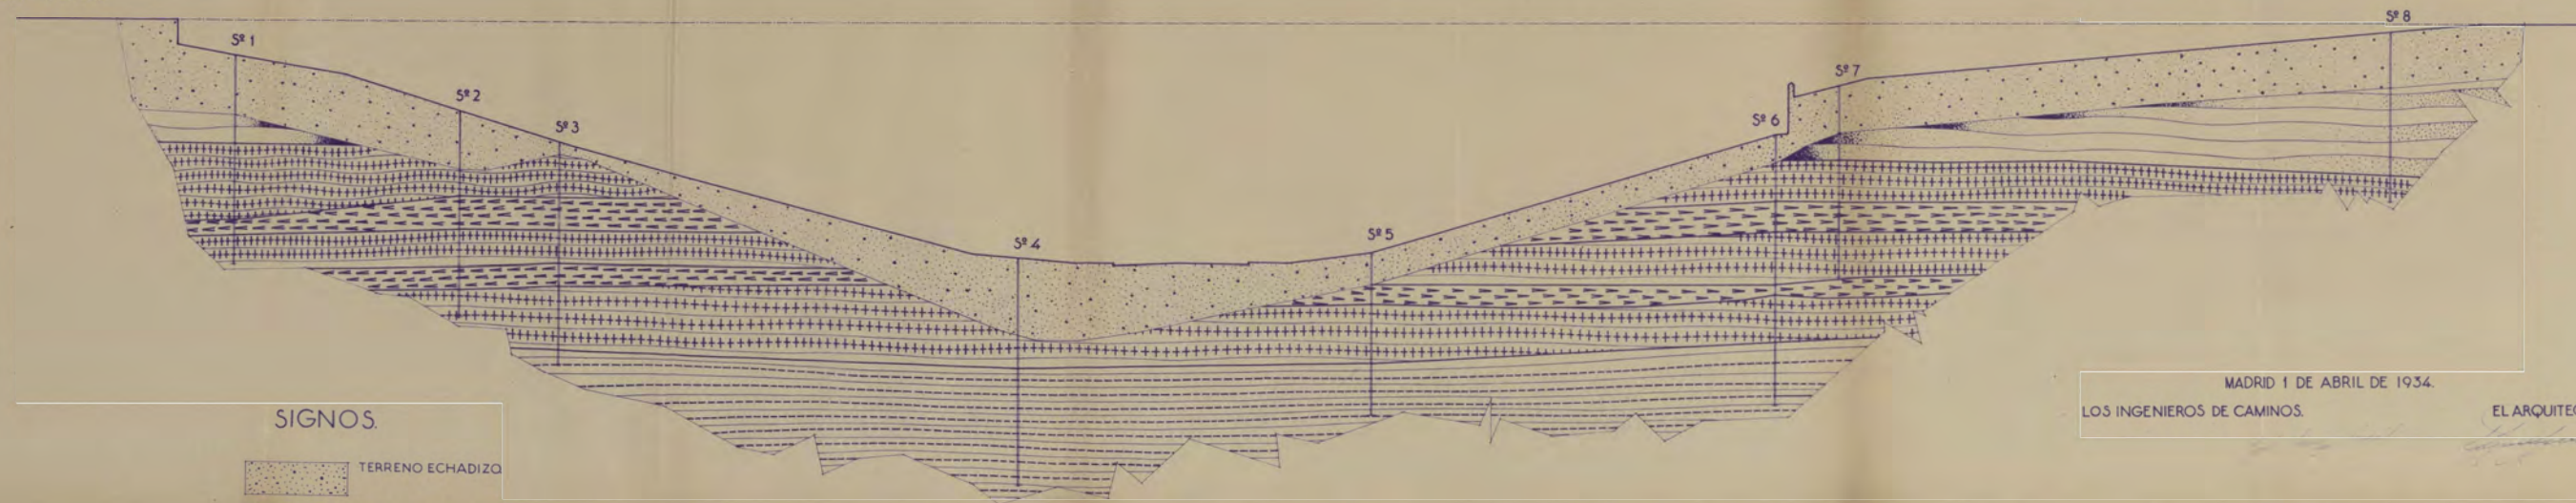 Sº 1
Sº 2
Sº 3
Sº 4
Sº 5
Sº 6
Sº 7
Sº 8
SIGNOS.
TERRENO ECHADIZO
MADRID 1 DE ABRIL DE 1934.
LOS INGENIEROS DE CAMINOS.
EL ARQUITEC